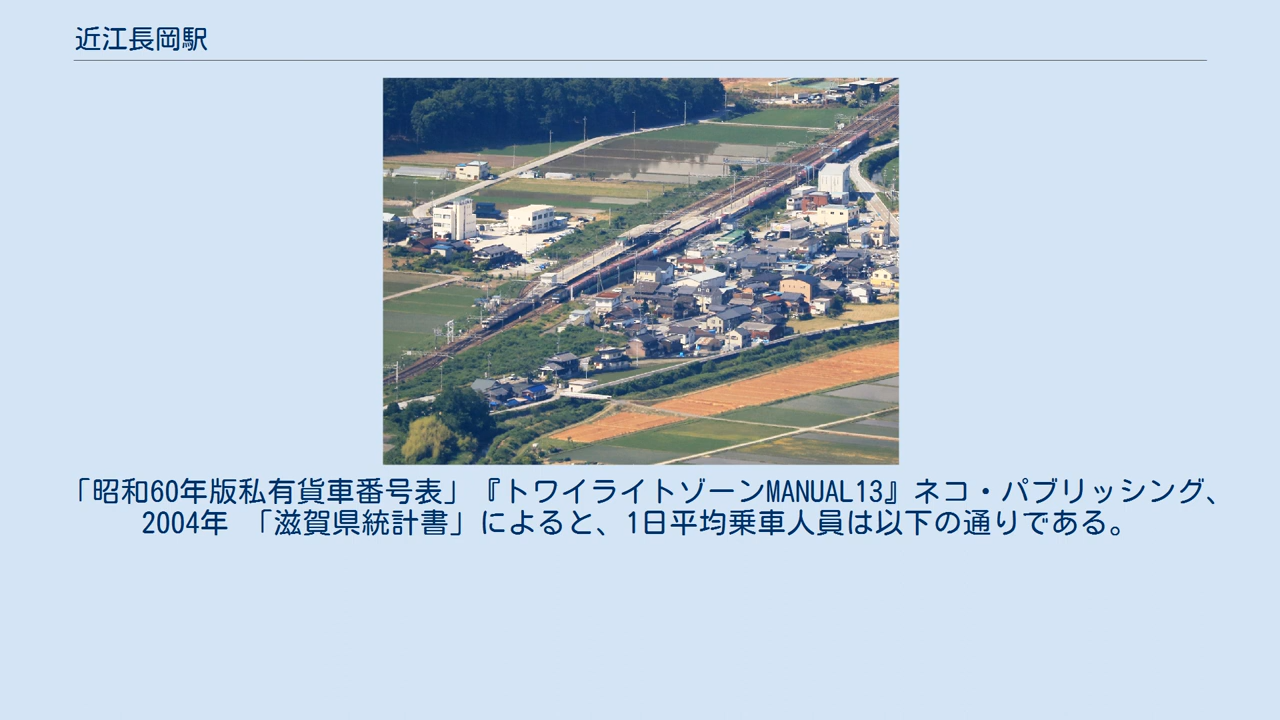 近江長岡駅
「昭和60年版私有貨車番号表」『トワイライトゾーンMANUAL13』ネコ・パブリッシング、
2004年 「滋賀県統計書」によると、1日平均乗車人員は以下の通りである。